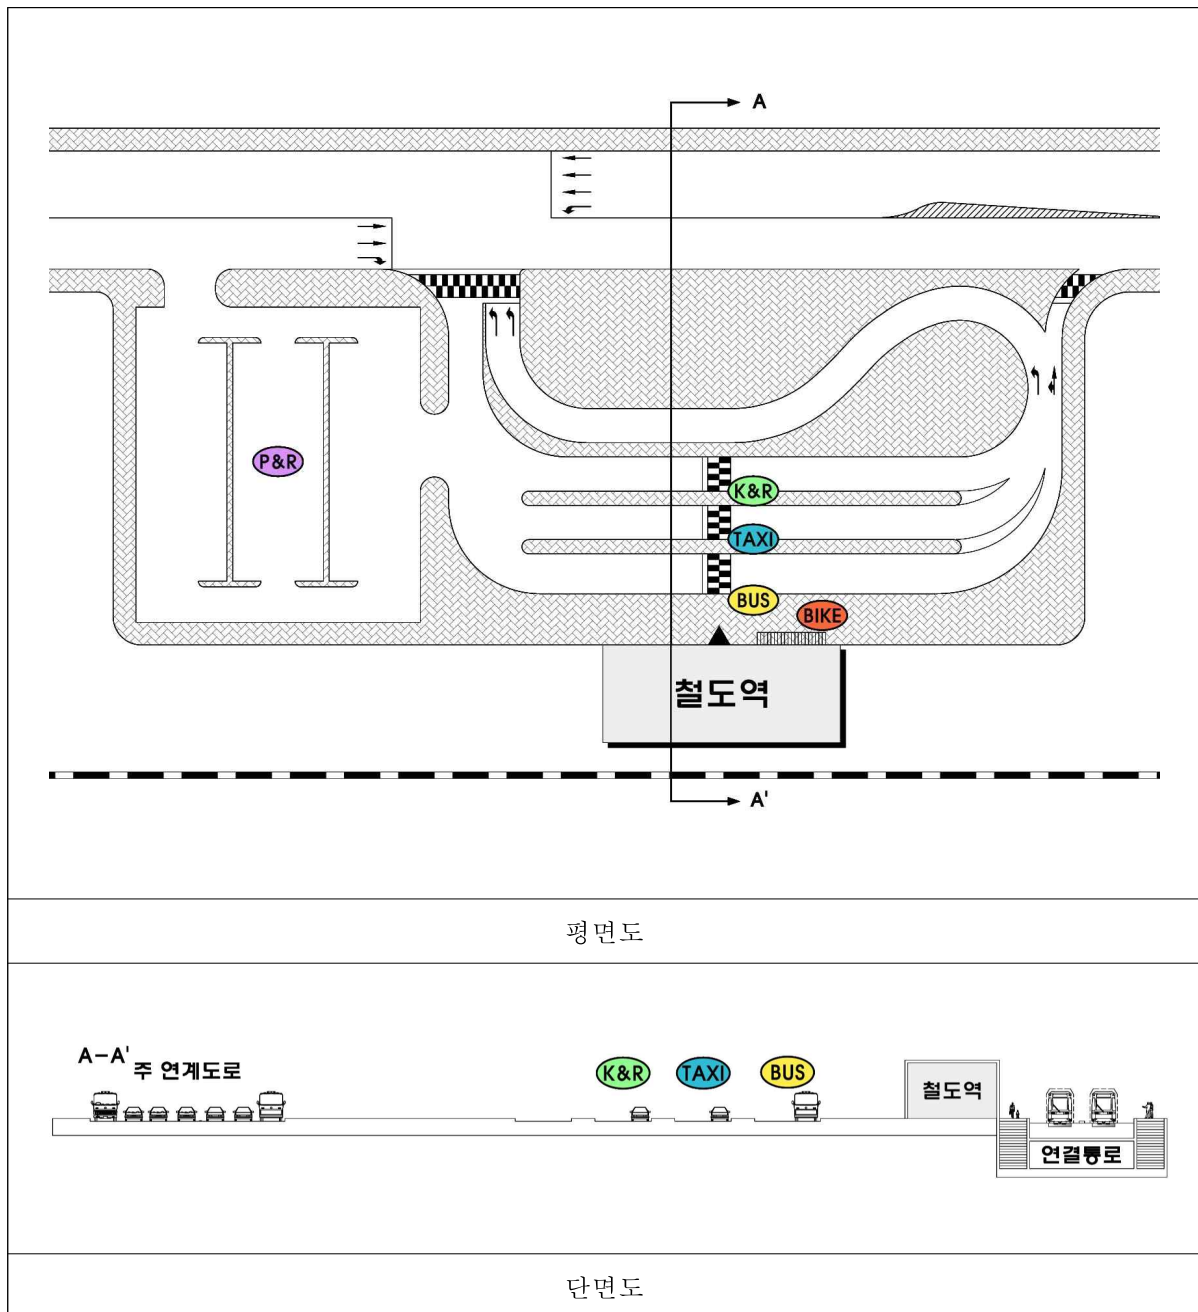 A
P&R
K&R
TAXI
BUS
BIKE
철도역
A'
평면도
A-A' 주 연계도로
K&R TAXI BUS
철도역
연결통로
단면도